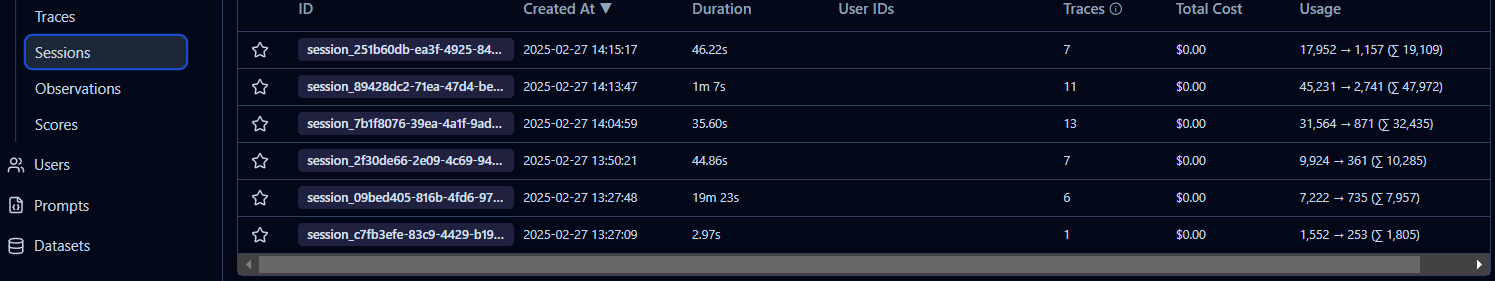 Traces
Sessions
Observations
Scores
Users
Prompts
Datasets
ID Created At ▼ Duration User IDs Traces Total Cost Usage
session_251b60db-ea3f-4925-84... 2025-02-27 14:15:17 46.22s 7 $0.00 17,952 → 1,157 (∑ 19,109)
session_89428dc2-71ea-47d4-be... 2025-02-27 14:13:47 1m 7s 11 $0.00 45,231 → 2,741 (∑ 47,972)
session_7b1f8076-39ea-4a1f-9ad... 2025-02-27 14:04:59 35.60s 13 $0.00 31,564 → 871 (∑ 32,435)
session_2f30de66-2e09-4c69-94... 2025-02-27 13:50:21 44.86s 7 $0.00 9,924 → 361 (∑ 10,285)
session_09bed405-816b-4fd6-97... 2025-02-27 13:27:48 19m 23s 6 $0.00 7,222 → 735 (∑ 7,957)
session_c7fb3efe-83c9-4429-b19... 2025-02-27 13:27:09 2.97s 1 $0.00 1,552 → 253 (∑ 1,805)